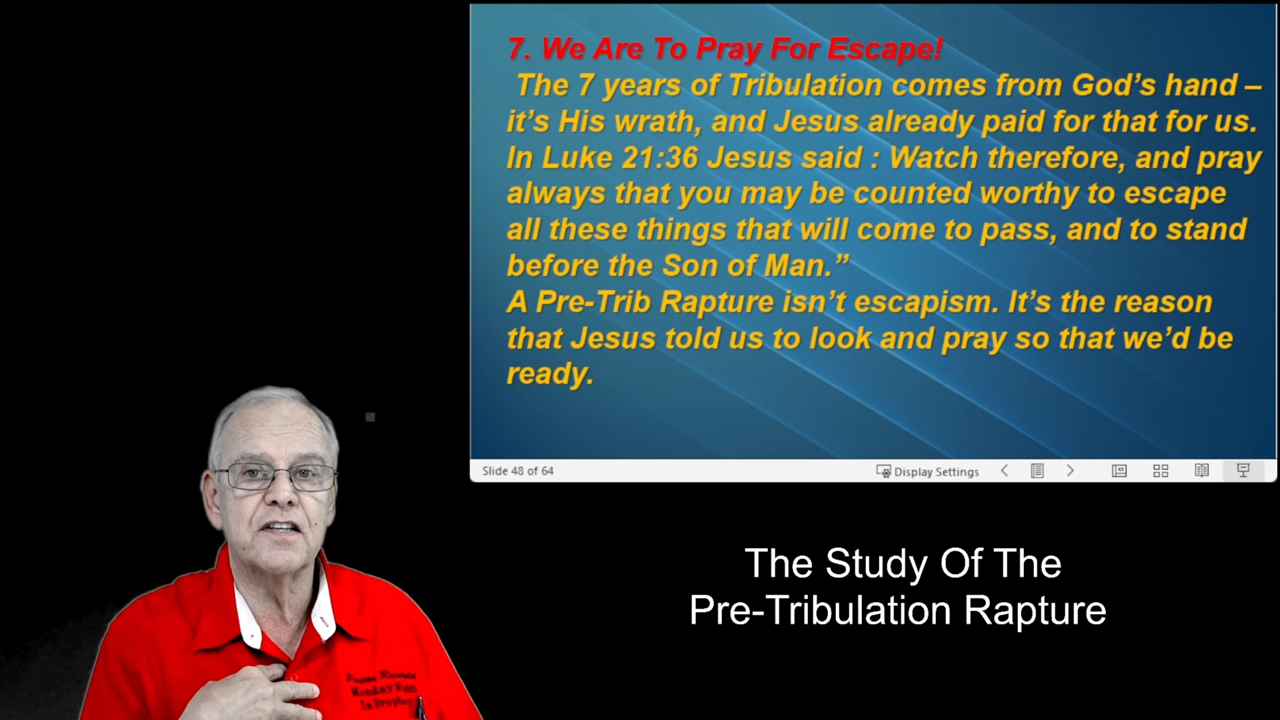 7. We Are To Pray For Escape!
The 7 years of Tribulation comes from God's hand –
it's His wrath, and Jesus already paid for that for us.
In Luke 21:36 Jesus said : Watch therefore, and pray
always that you may be counted worthy to escape
all these things that will come to pass, and to stand
before the Son of Man.”
A Pre-Trib Rapture isn't escapism. It's the reason
that Jesus told us to look and pray so that we'd be
ready.
Slide 48 of 64
Display Settings
The Study Of The
Pre-Tribulation Rapture
In Prophecy